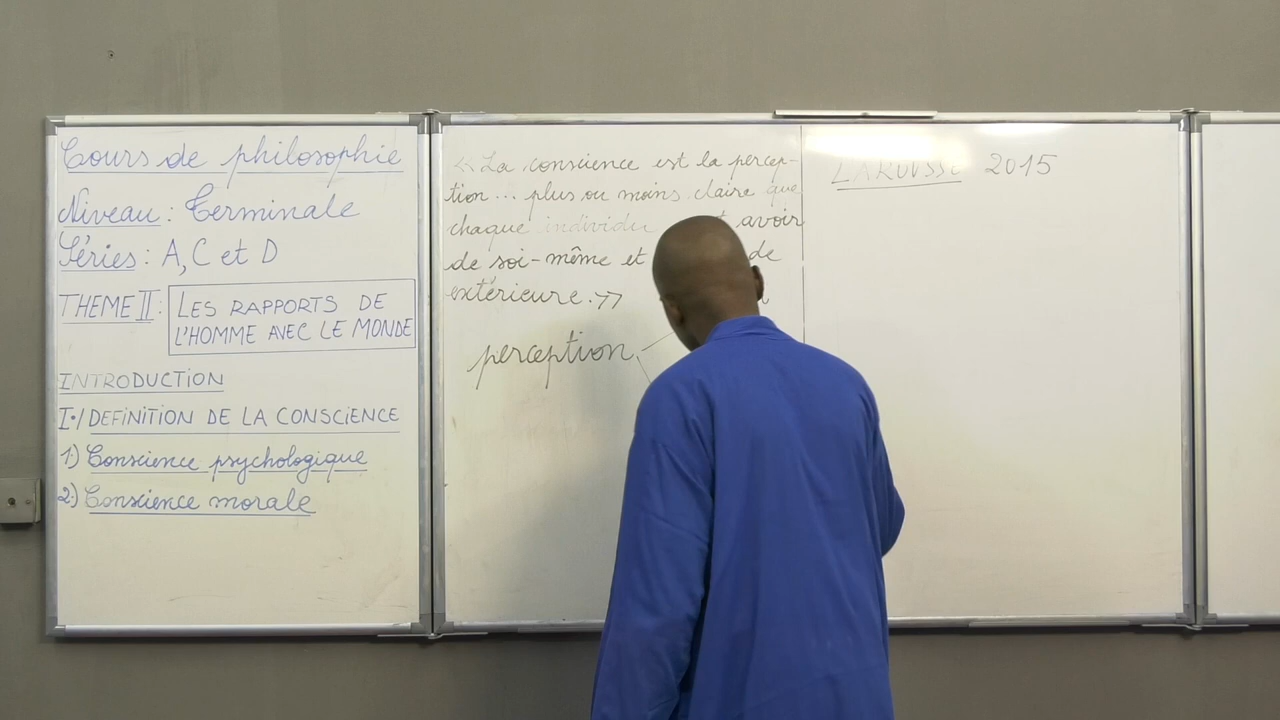 Cours de philosophie
Niveau : Terminale
Séries : A, C et D
THEME II : LES RAPPORTS DE
L'HOMME AVEC LE MONDE
INTRODUCTION
I•/ DEFINITION DE LA CONSCIENCE
1) Conscience psychologique
2) Conscience morale
<< La conscience est la percep-
tion... plus ou moins claire que
chaque individu avoir
de soi-même et de
extérieure. >>
perception
LAROUSSE 2015